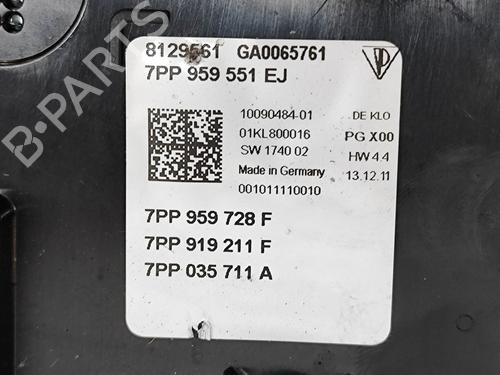 8129561 GA0065761
7PP 959 551 EJ
10090484-01 DE KLO
01KL800016 PG X00
SW 1740 02 HW 4.4
Made in Germany 13.12.11
001011110010
7PP 959 728 F
7PP 919 211 F
7PP 035 711 A
B-PARTS